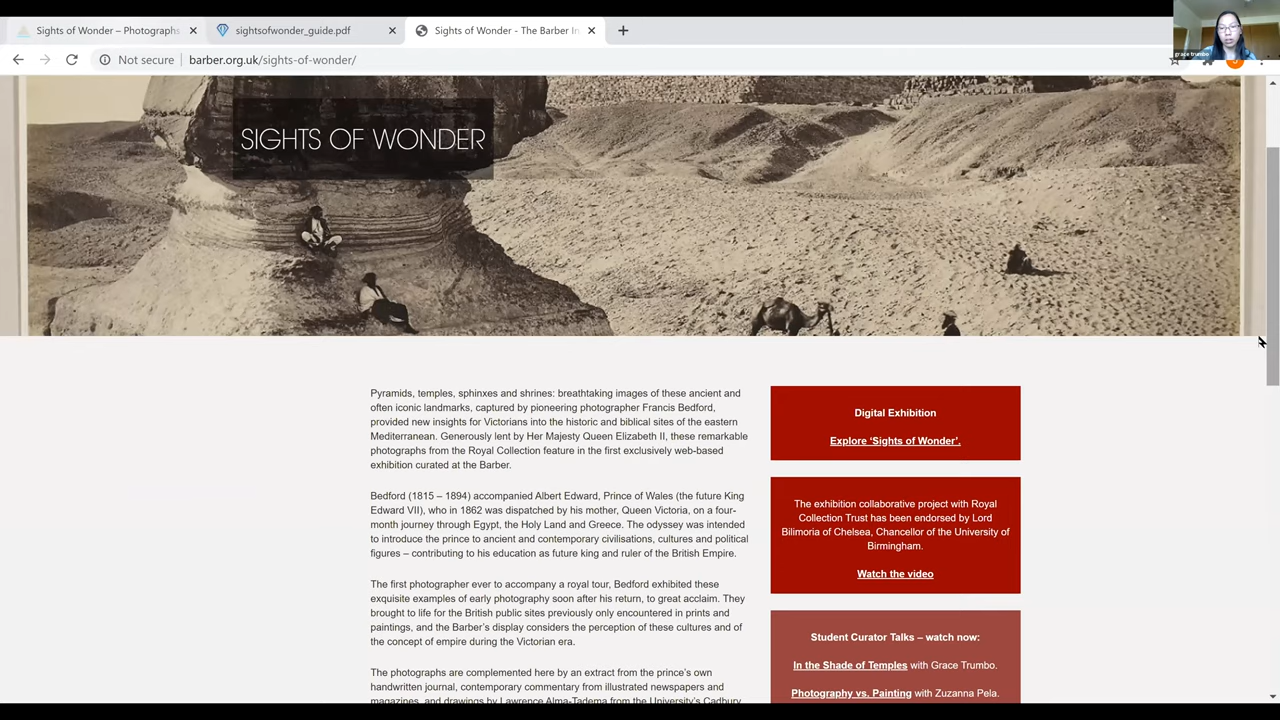 Sights of Wonder – Photographs
sightsofwonder_guide.pdf
Sights of Wonder - The Barber In
grace trumbo
Not secure
barber.org.uk/sights-of-wonder/
SIGHTS OF WONDER
Pyramids, temples, sphinxes and shrines: breathtaking images of these ancient and
often iconic landmarks, captured by pioneering photographer Francis Bedford,
provided new insights for Victorians into the historic and biblical sites of the eastern
Mediterranean. Generously lent by Her Majesty Queen Elizabeth II, these remarkable
photographs from the Royal Collection feature in the first exclusively web-based
exhibition curated at the Barber.
Bedford (1815 – 1894) accompanied Albert Edward, Prince of Wales (the future King
Edward VII), who in 1862 was dispatched by his mother, Queen Victoria, on a four-
month journey through Egypt, the Holy Land and Greece. The odyssey was intended
to introduce the prince to ancient and contemporary civilisations, cultures and political
figures – contributing to his education as future king and ruler of the British Empire.
The first photographer ever to accompany a royal tour, Bedford exhibited these
exquisite examples of early photography soon after his return, to great acclaim. They
brought to life for the British public sites previously only encountered in prints and
paintings, and the Barber's display considers the perception of these cultures and of
the concept of empire during the Victorian era.
The photographs are complemented here by an extract from the prince's own
handwritten journal, contemporary commentary from illustrated newspapers and
magazines, and drawings by Lawrence Alma-Tadema from the University's Cadbury
Digital Exhibition
Explore 'Sights of Wonder'.
The exhibition collaborative project with Royal
Collection Trust has been endorsed by Lord
Bilimoria of Chelsea, Chancellor of the University of
Birmingham.
Watch the video
Student Curator Talks – watch now:
In the Shade of Temples with Grace Trumbo.
Photography vs. Painting with Zuzanna Pela.